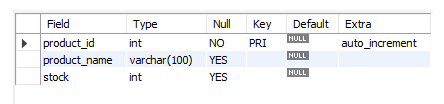 Field Type Null Key Default Extra
product_id int NO PRI NULL auto_increment
product_name varchar(100) YES NULL
stock int YES NULL